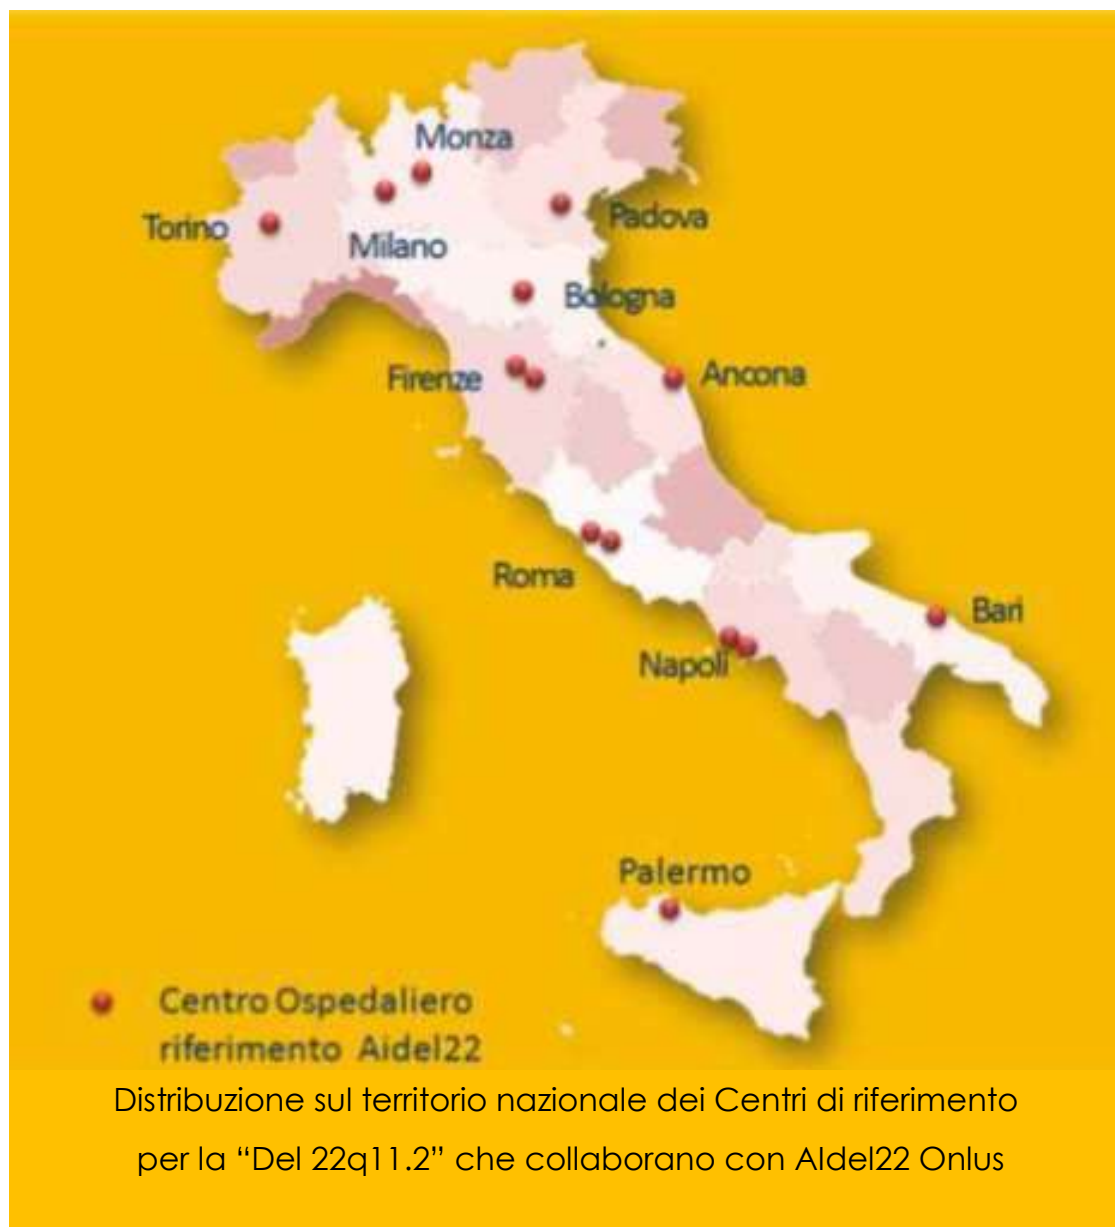 Monza
Torino
Padova
Milano
Bologna
Firenze
Ancona
Roma
Bari
Napoli
Palermo
Centro Ospedaliero
riferimento Aidel22
Distribuzione sul territorio nazionale dei Centri di riferimento
per la “Del 22q11.2” che collaborano con AIdel22 Onlus